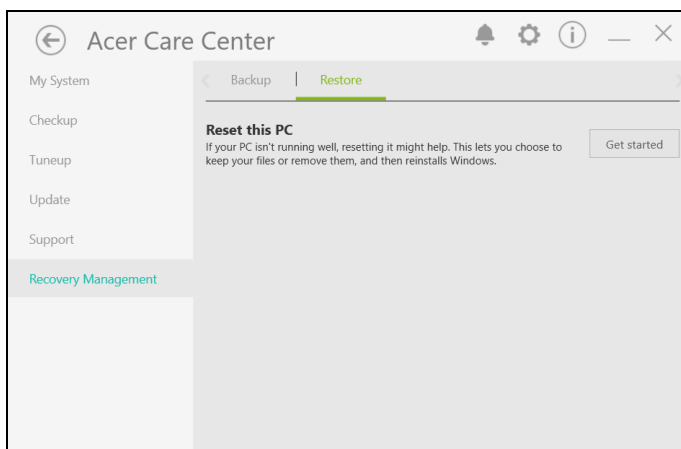 Acer Care Center
My System
Checkup
Tuneup
Update
Support
Recovery Management
Backup | Restore
Reset this PC
If your PC isn't running well, resetting it might help. This lets you choose to
keep your files or remove them, and then reinstalls Windows.
Get started